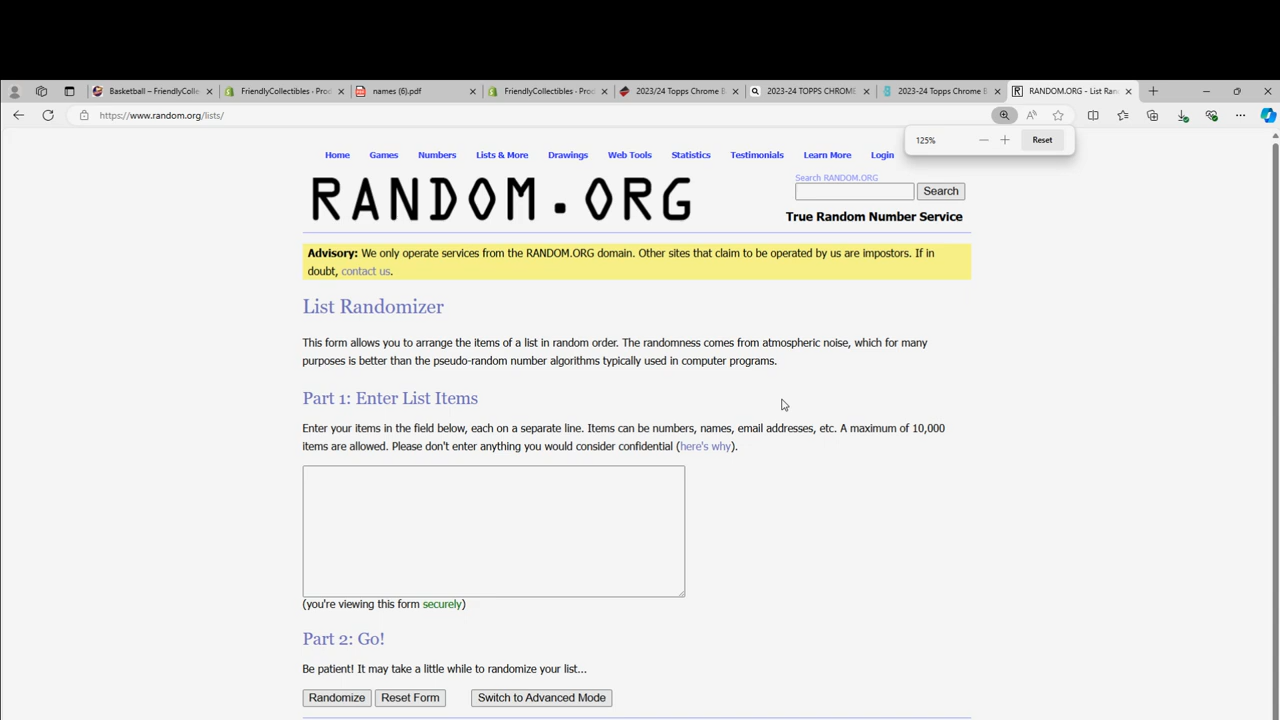 Basketball – FriendlyColle
FriendlyCollectibles · Prod
names (6).pdf
FriendlyCollectibles · Prod
2023/24 Topps Chrome B
2023-24 TOPPS CHROME
2023-24 Topps Chrome B
RANDOM.ORG - List Ran
https://www.random.org/lists/
125%
Reset
Home Games Numbers Lists & More Drawings Web Tools Statistics Testimonials Learn More Login
RANDOM.ORG
Search RANDOM.ORG
Search
True Random Number Service
Advisory: We only operate services from the RANDOM.ORG domain. Other sites that claim to be operated by us are impostors. If in
doubt, contact us.
List Randomizer
This form allows you to arrange the items of a list in random order. The randomness comes from atmospheric noise, which for many
purposes is better than the pseudo-random number algorithms typically used in computer programs.
Part 1: Enter List Items
Enter your items in the field below, each on a separate line. Items can be numbers, names, email addresses, etc. A maximum of 10,000
items are allowed. Please don't enter anything you would consider confidential (here's why).
(you're viewing this form securely)
Part 2: Go!
Be patient! It may take a little while to randomize your list...
Randomize Reset Form Switch to Advanced Mode